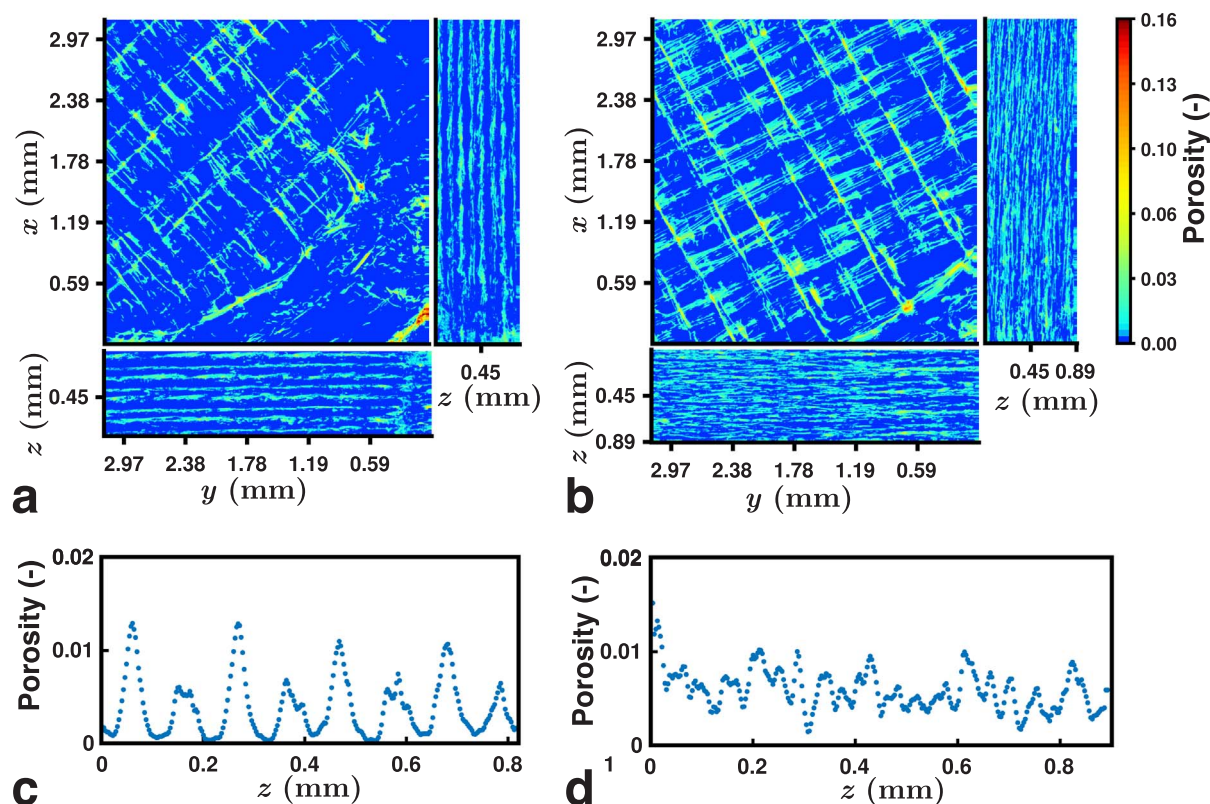 2.97
2.38
1.78
1.19
0.59
x (mm)
0.45
z (mm)
0.45
z (mm)
2.97 2.38 1.78 1.19 0.59
y (mm)
a
2.97
2.38
1.78
1.19
0.59
x (mm)
0.45 0.89
z (mm)
0.45
0.89
z (mm)
2.97 2.38 1.78 1.19 0.59
y (mm)
b
0.16
0.13
0.10
0.06
0.03
0.00
Porosity (-)
0.02
0.01
0
Porosity (-)
0 0.2 0.4 0.6 0.8
z (mm)
c
1
0.02
0.01
0
Porosity (-)
0 0.2 0.4 0.6 0.8
z (mm)
d